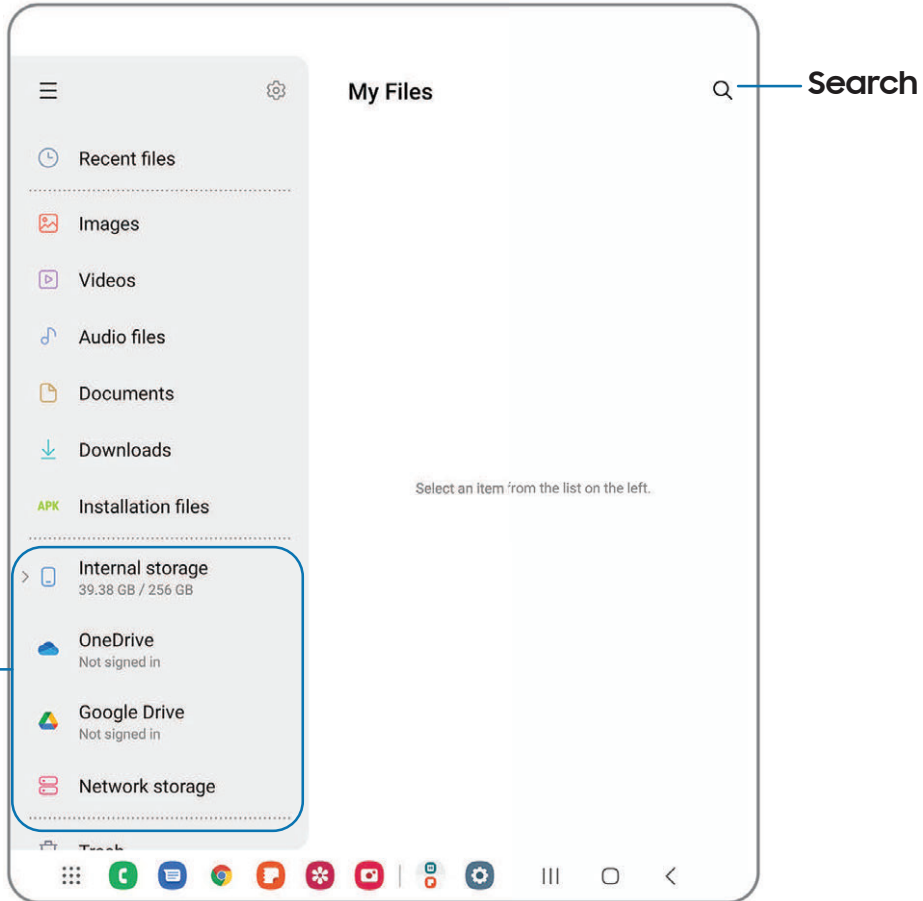 My Files
Search
Recent files
Images
Videos
Audio files
Documents
Downloads
APK Installation files
Select an item from the list on the left.
Internal storage
39.38 GB / 256 GB
OneDrive
Not signed in
Google Drive
Not signed in
Network storage
Trash